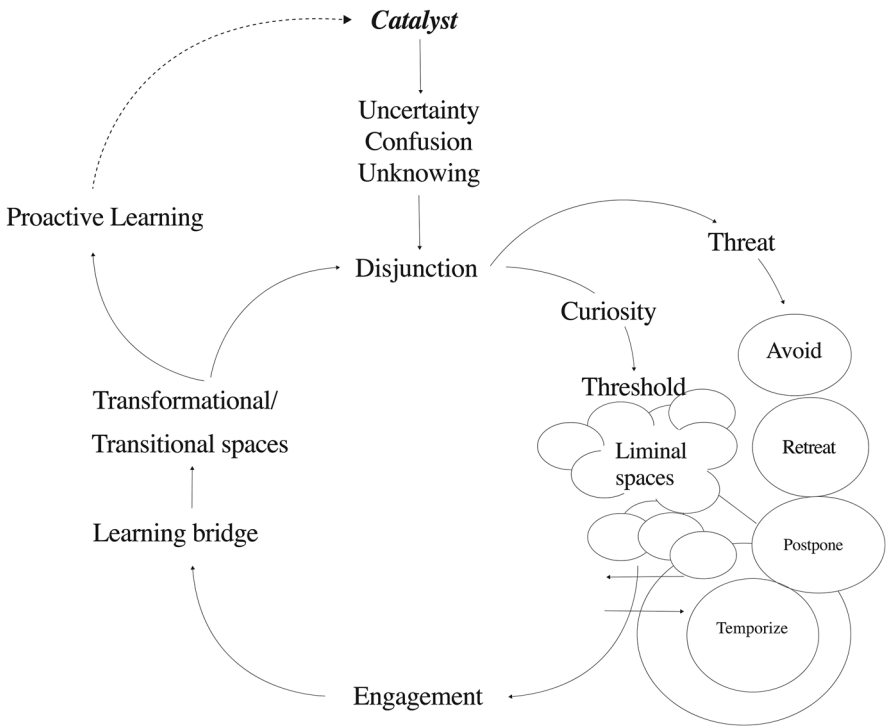 Catalyst
Uncertainty
Confusion
Unknowing
Proactive Learning
Disjunction
Threat
Curiosity
Avoid
Threshold
Transformational/
Transitional spaces
Liminal
spaces
Retreat
Learning bridge
Postpone
Temporize
Engagement